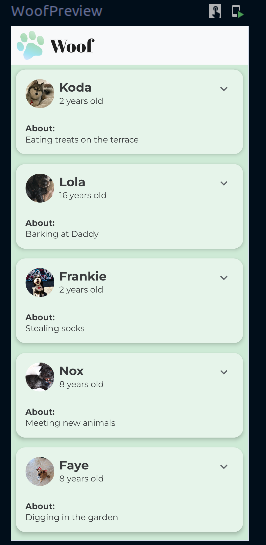 WoofPreview
Woof
Koda
2 years old
About:
Eating treats on the terrace
Lola
16 years old
About:
Barking at Daddy
Frankie
2 years old
About:
Stealing socks
Nox
8 years old
About:
Meeting new animals
Faye
8 years old
About:
Digging in the garden